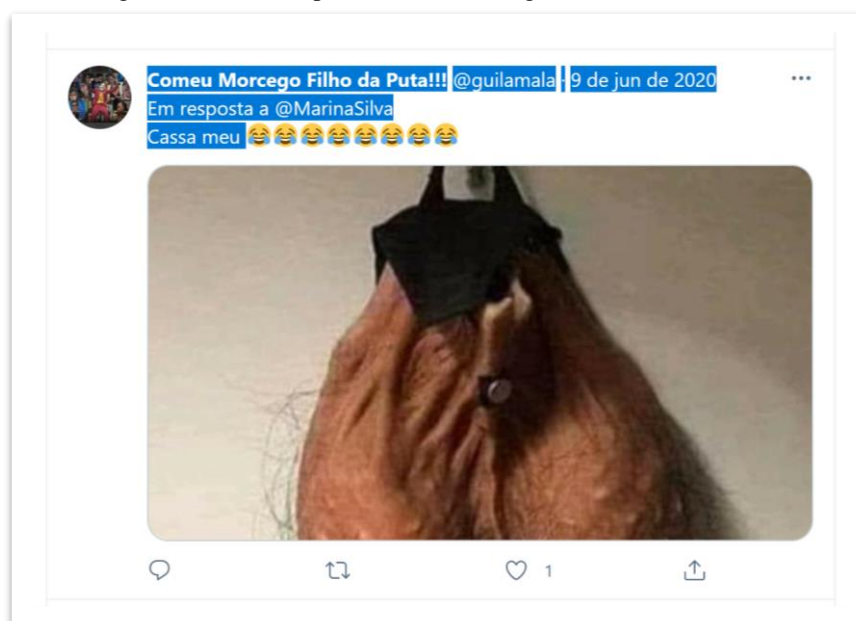 Comeu Morcego Filho da Puta!!! @guilamala · 9 de jun de 2020
Em resposta a @MarinaSilva
Cassa meu 😂😂😂😂😂😂😂😂
1